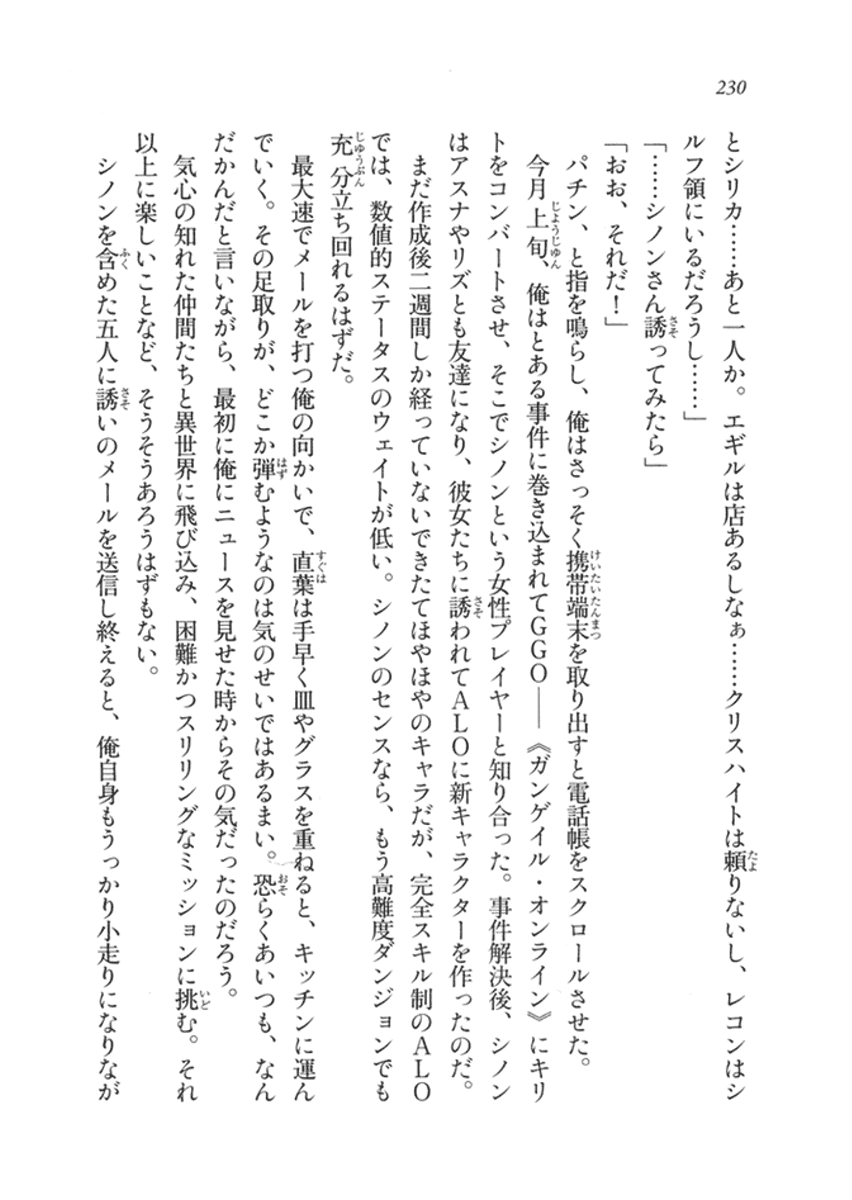 230
とシリカ……あと一人か。エギルは店あるしなぁ……クリスハイトは頼りないし、レコンはシ
ルフ領にいるだろうし……」
「……シノンさん誘ってみたら」
「おお、それだ！」
パチン、と指を鳴らし、俺はさっそく携帯端末を取り出すと電話帳をスクロールさせた。
今月上旬、俺はとある事件に巻き込まれてＧＧＯ――《ガンゲイル・オンライン》にキリ
トをコンバートさせ、そこでシノンという女性プレイヤーと知り合った。事件解決後、シノン
はアスナやリズとも友達になり、彼女たちに誘われてＡＬＯに新キャラクターを作ったのだ。
まだ作成後二週間しか経っていないできたてほやほやのキャラだが、完全スキル制のＡＬＯ
では、数値的ステータスのウェイトが低い。シノンのセンスなら、もう高難度ダンジョンでも
充分立ち回れるはずだ。
最大速でメールを打つ俺の向かいで、直葉は手早く皿やグラスを重ねると、キッチンに運ん
でいく。その足取りが、どこか弾むようなのは気のせいではあるまい。恐らくあいつも、なん
だかんだと言いながら、最初に俺にニュースを見せた時からその気だったのだろう。
気心の知れた仲間たちと異世界に飛び込み、困難かつスリリングなミッションに挑む。それ
以上に楽しいことなど、そうそうあろうはずもない。
シノンを含めた五人に誘いのメールを送信し終えると、俺自身もうっかり小走りになりなが